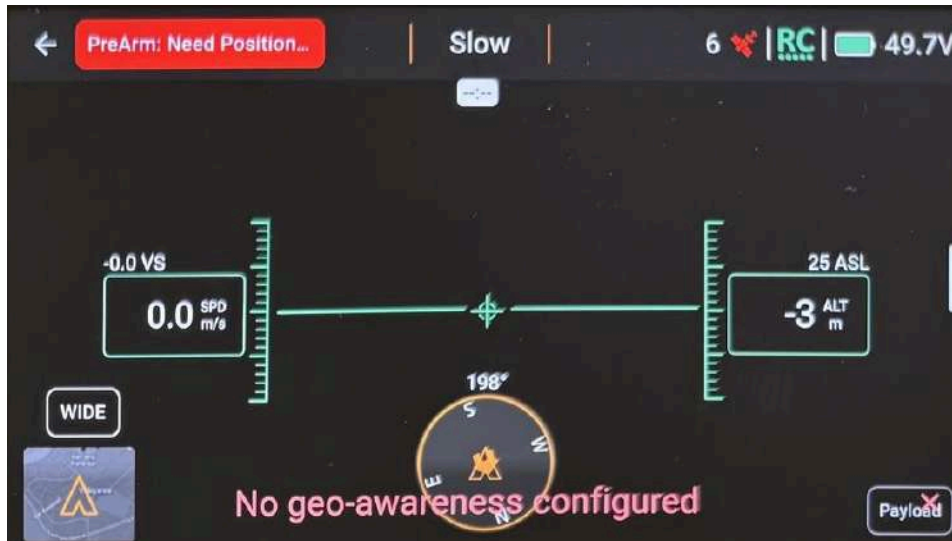 PreArm: Need Position...
Slow
6
RC
49.7V
--:--
-0.0 VS
0.0 SPD m/s
25 ASL
-3 ALT m
WIDE
198°
S
W
E
N
No geo-awareness configured
Payload